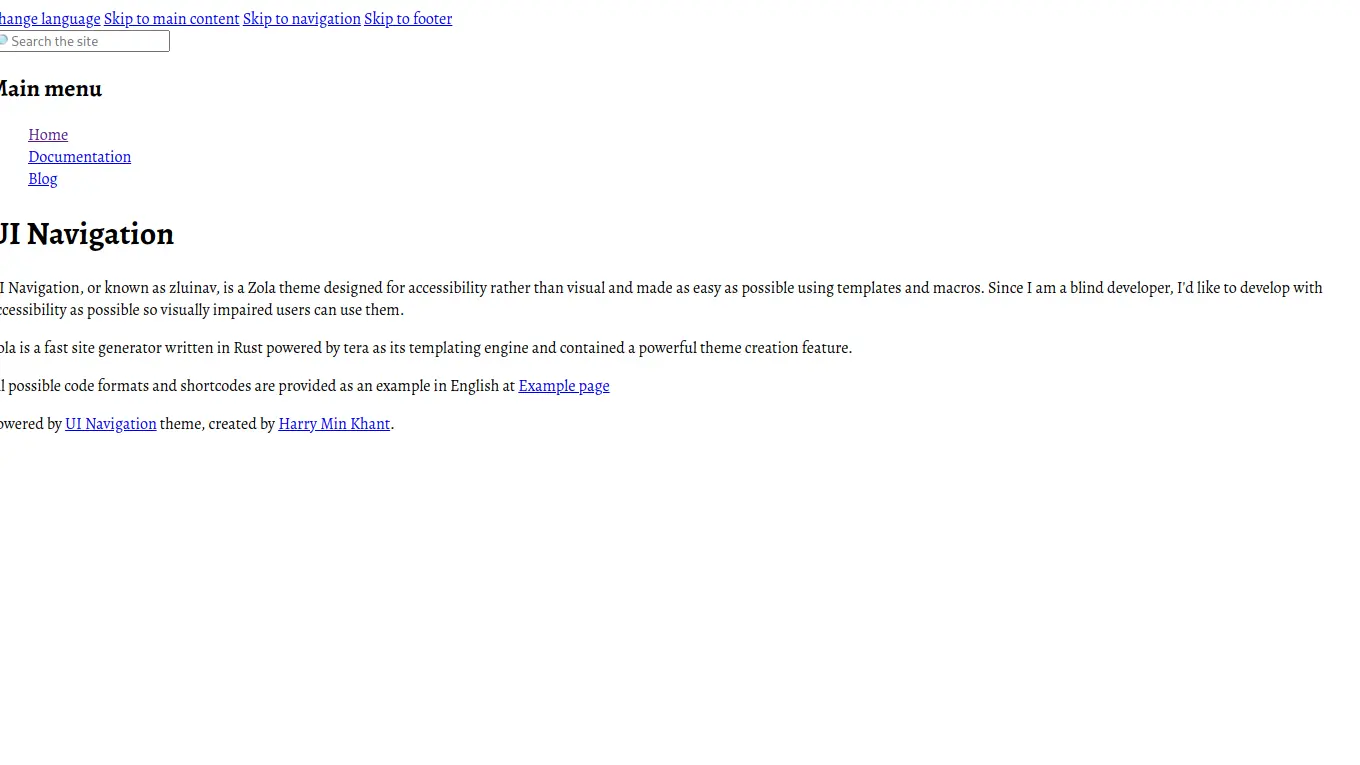 hange language Skip to main content Skip to navigation Skip to footer
Search the site
Main menu
Home
Documentation
Blog
UI Navigation
I Navigation, or known as zluinav, is a Zola theme designed for accessibility rather than visual and made as easy as possible using templates and macros. Since I am a blind developer, I'd like to develop with
ccessibility as possible so visually impaired users can use them.
ola is a fast site generator written in Rust powered by tera as its templating engine and contained a powerful theme creation feature.
l possible code formats and shortcodes are provided as an example in English at Example page
owered by UI Navigation theme, created by Harry Min Khant.